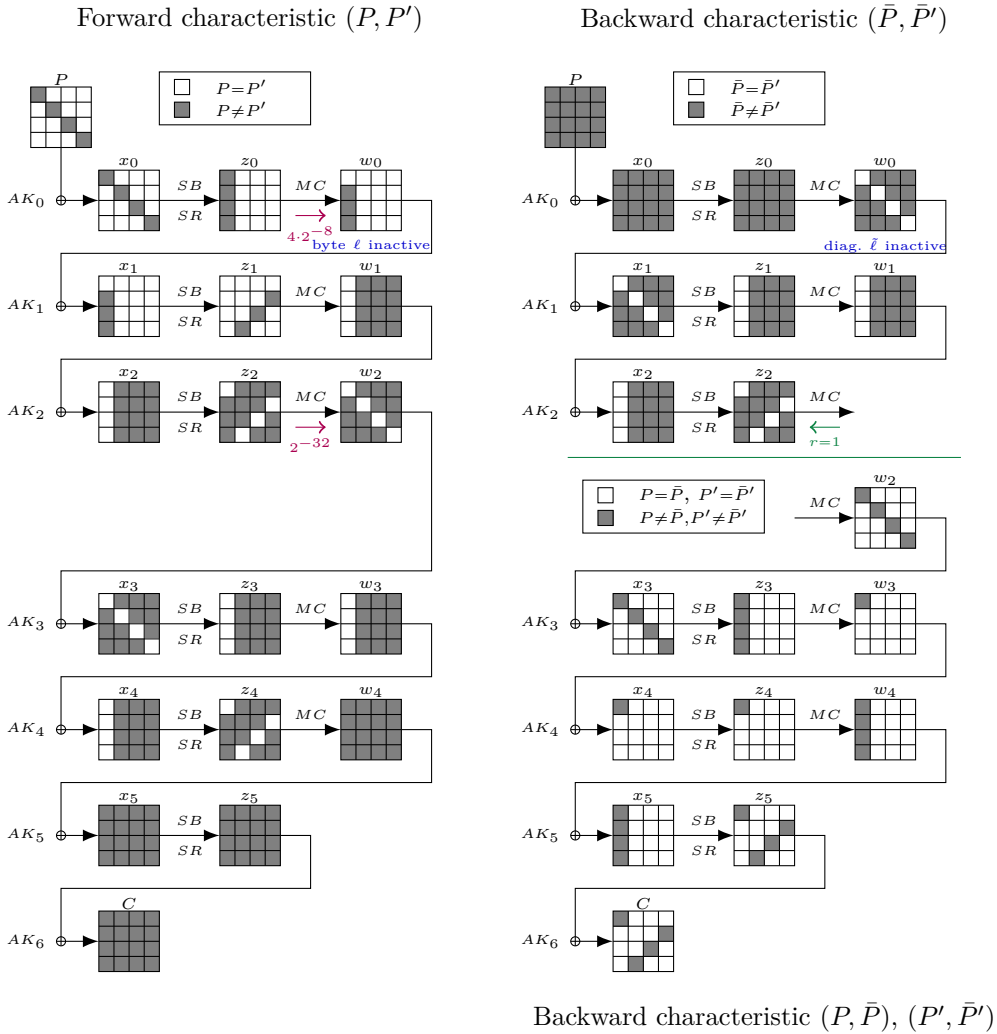 Forward characteristic (P, P′)
P
P=P′
P≠P′
x₀ z₀ w₀
AK₀ SB SR MC
4·2⁻⁸
byte ℓ inactive
x₁ z₁ w₁
AK₁ SB SR MC
x₂ z₂ w₂
AK₂ SB SR MC
2⁻³²
x₃ z₃ w₃
AK₃ SB SR MC
x₄ z₄ w₄
AK₄ SB SR MC
x₅ z₅
AK₅ SB SR
C
AK₆
Backward characteristic (P̄, P̄′)
P
P̄=P̄′
P̄≠P̄′
x₀ z₀ w₀
AK₀ SB SR MC
diag. ℓ̃ inactive
x₁ z₁ w₁
AK₁ SB SR MC
x₂ z₂
AK₂ SB SR MC
r=1
P=P̄, P′=P̄′
P≠P̄,P′≠P̄′
MC w₂
x₃ z₃ w₃
AK₃ SB SR MC
x₄ z₄ w₄
AK₄ SB SR MC
x₅ z₅
AK₅ SB SR
C
AK₆
Backward characteristic (P, P̄), (P′, P̄′)